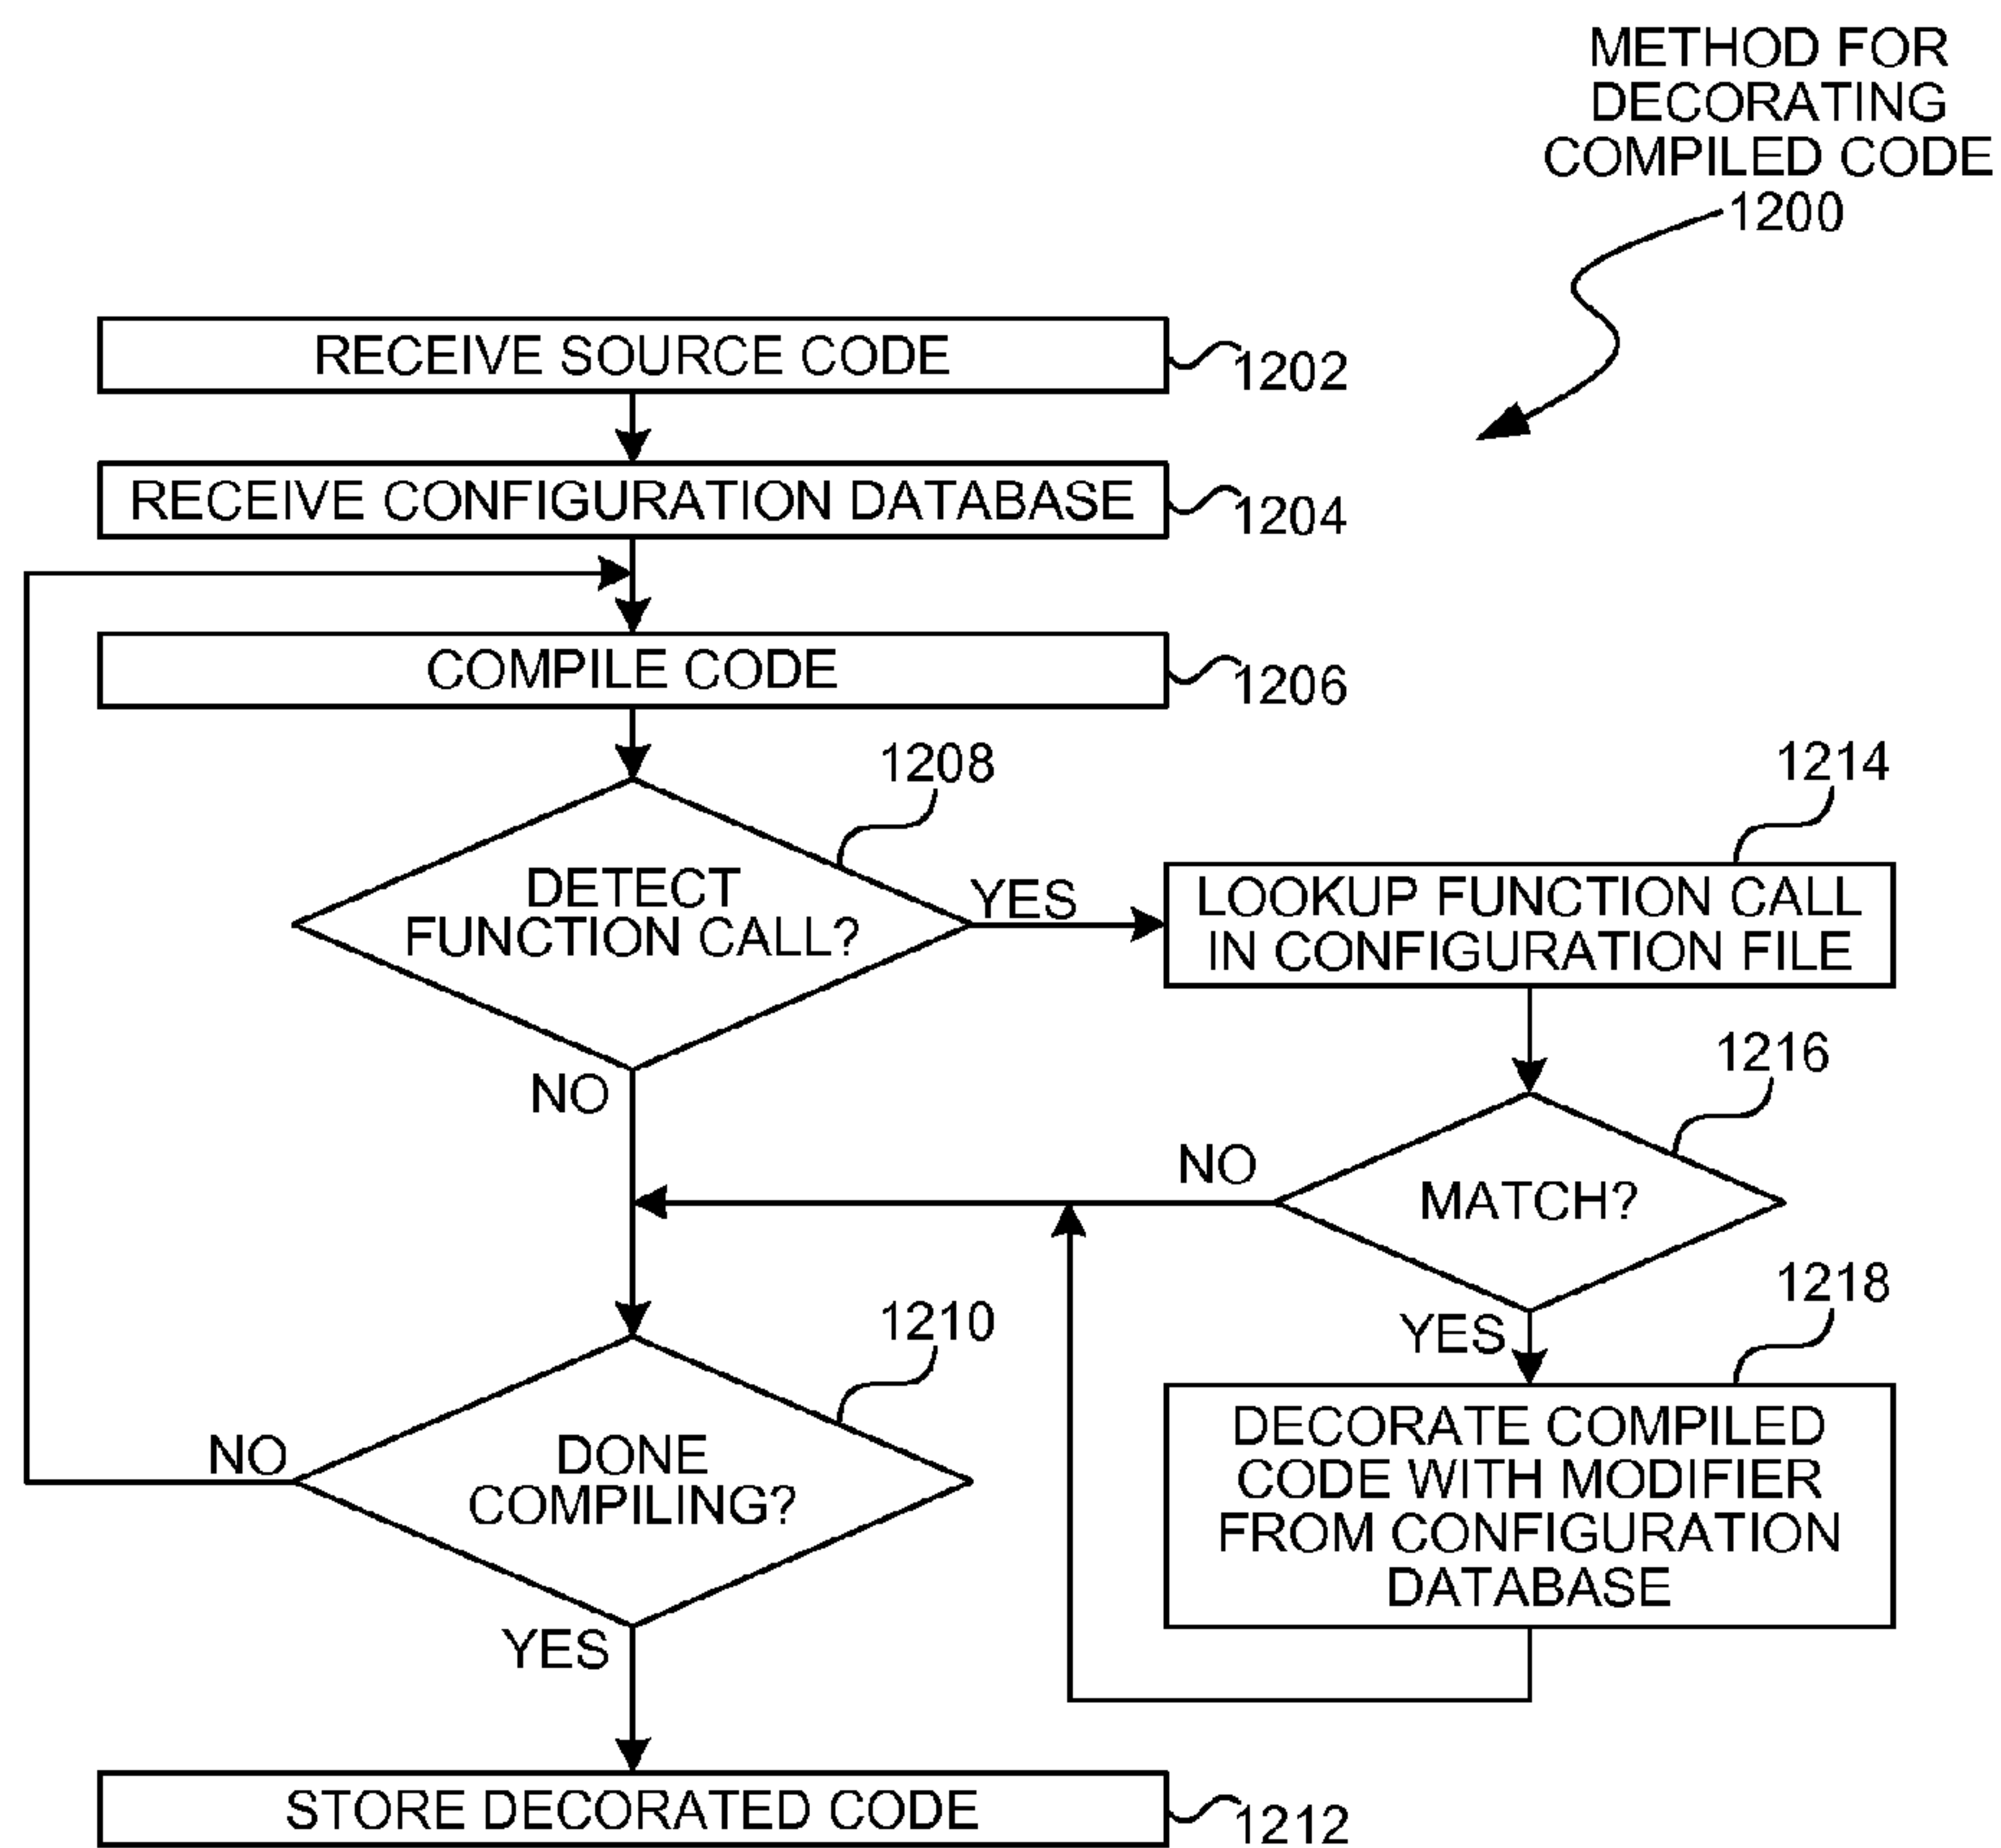 METHOD FOR
DECORATING
COMPILED CODE
1200
RECEIVE SOURCE CODE
1202
RECEIVE CONFIGURATION DATABASE
1204
COMPILE CODE
1206
1208
DETECT
FUNCTION CALL?
YES
NO
1214
LOOKUP FUNCTION CALL
IN CONFIGURATION FILE
1216
MATCH?
NO
YES
1218
DECORATE COMPILED
CODE WITH MODIFIER
FROM CONFIGURATION
DATABASE
1210
DONE
COMPILING?
NO
YES
STORE DECORATED CODE
1212